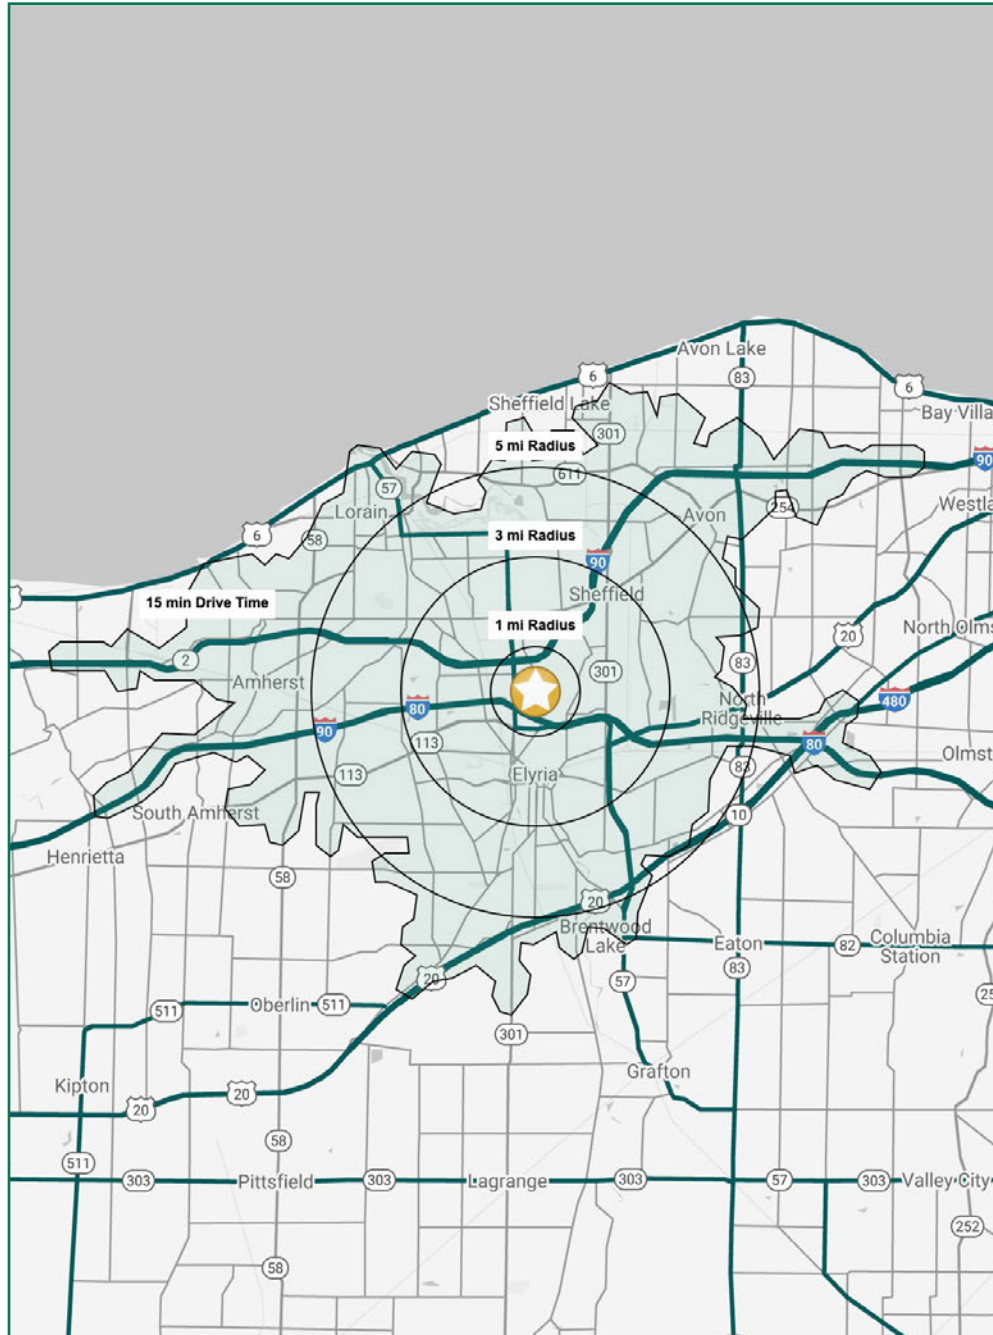 Avon Lake
6
83
6
Sheffield Lake
Bay Villa
301
5 mi Radius
90
611
57
254
Westla
Lorain
Avon
6
58
3 mi Radius
90
Sheffield
15 min Drive Time
1 mi Radius
20
North Olms
2
301
83
Amherst
North
Ridgeville
480
80
90
113
80
Olmst
83
113
Elyria
South Amherst
10
Henrietta
58
20
Brentwood
Lake
Eaton
82
Columbia
Station
83
20
57
25
511
Oberlin
511
301
Kipton
Grafton
20
20
58
511
303
Pittsfield
303
Lagrange
303
57
303
Valley City
252
58